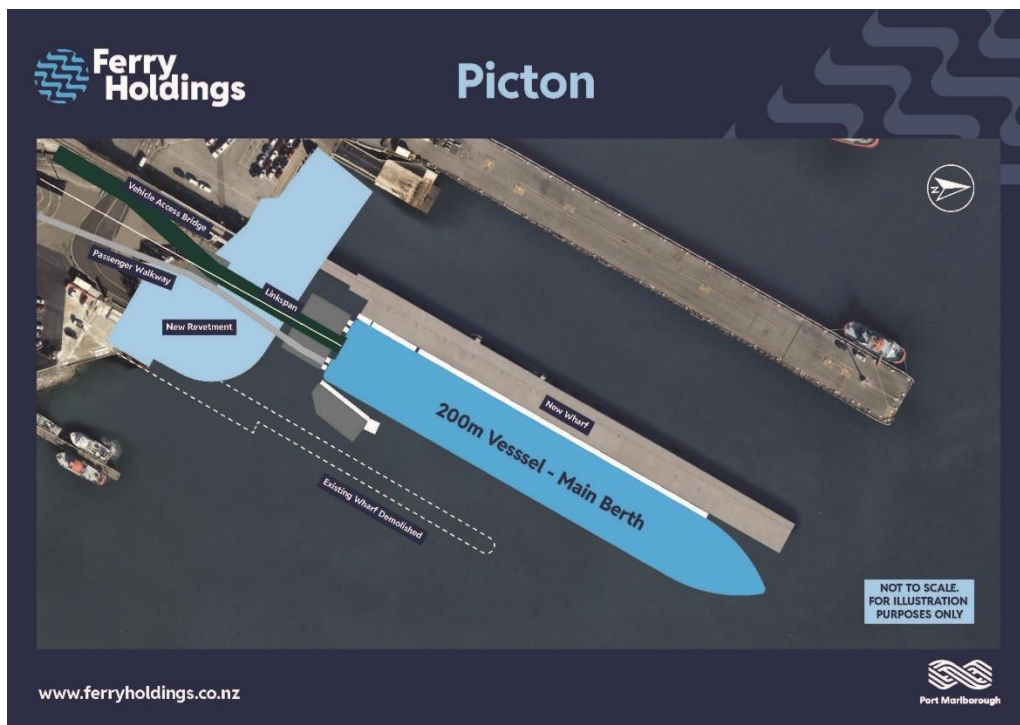 Ferry
Holdings
Picton
N
Vehicle Access Bridge
Passenger Walkway
Linkspan
New Revetment
New Wharf
200m Vesssel - Main Berth
Existing Wharf Demolished
NOT TO SCALE.
FOR ILLUSTRATION
PURPOSES ONLY
www.ferryholdings.co.nz
Port Marlborough